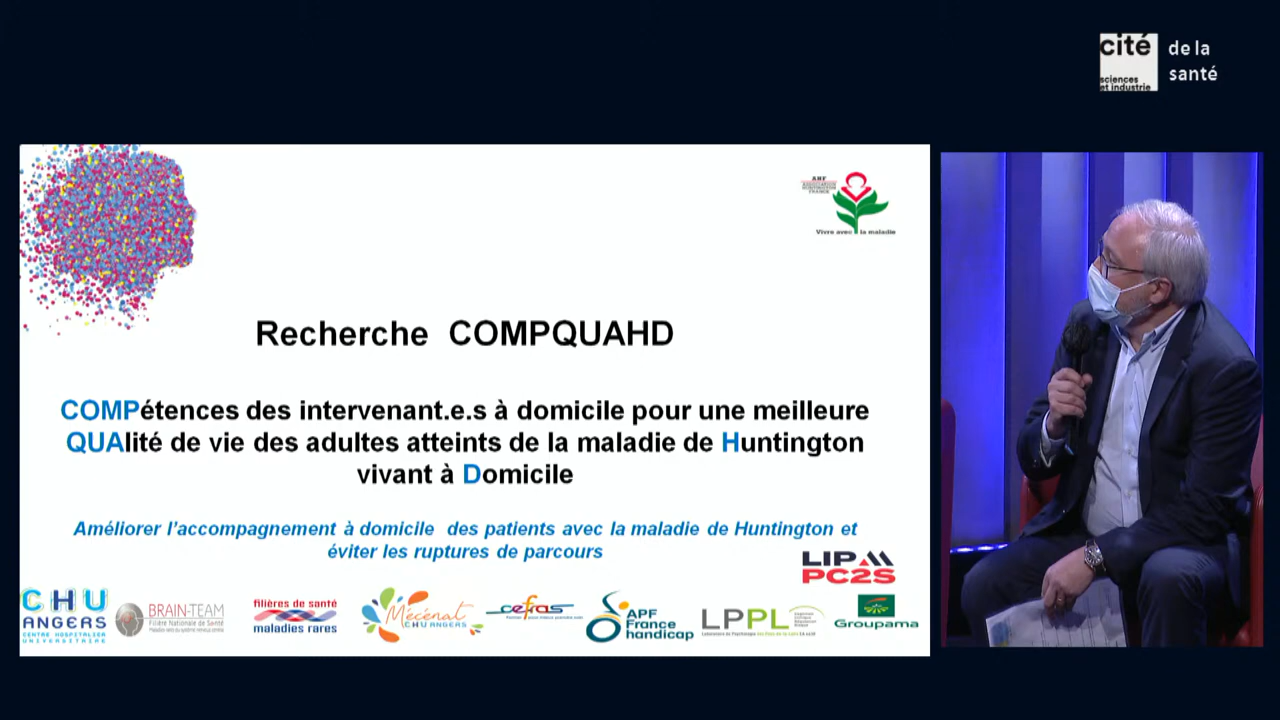 cité
sciences
et industrie
de la
santé
AHF
ASSOCIATION
HUNTINGTON
FRANCE
Vivre avec la maladie
Recherche COMPQUAHD
COMPétences des intervenant.e.s à domicile pour une meilleure
QUAlité de vie des adultes atteints de la maladie de Huntington
vivant à Domicile
Améliorer l'accompagnement à domicile des patients avec la maladie de Huntington et
éviter les ruptures de parcours
LIP
PC2S
CHU
ANGERS
CENTRE HOSPITALIER
UNIVERSITAIRE
BRAIN-TEAM
Filière Nationale de Santé
filières de santé
maladies rares
Mécénat
CHU ANGERS
cefras
APF
France
handicap
LPPL
Groupama